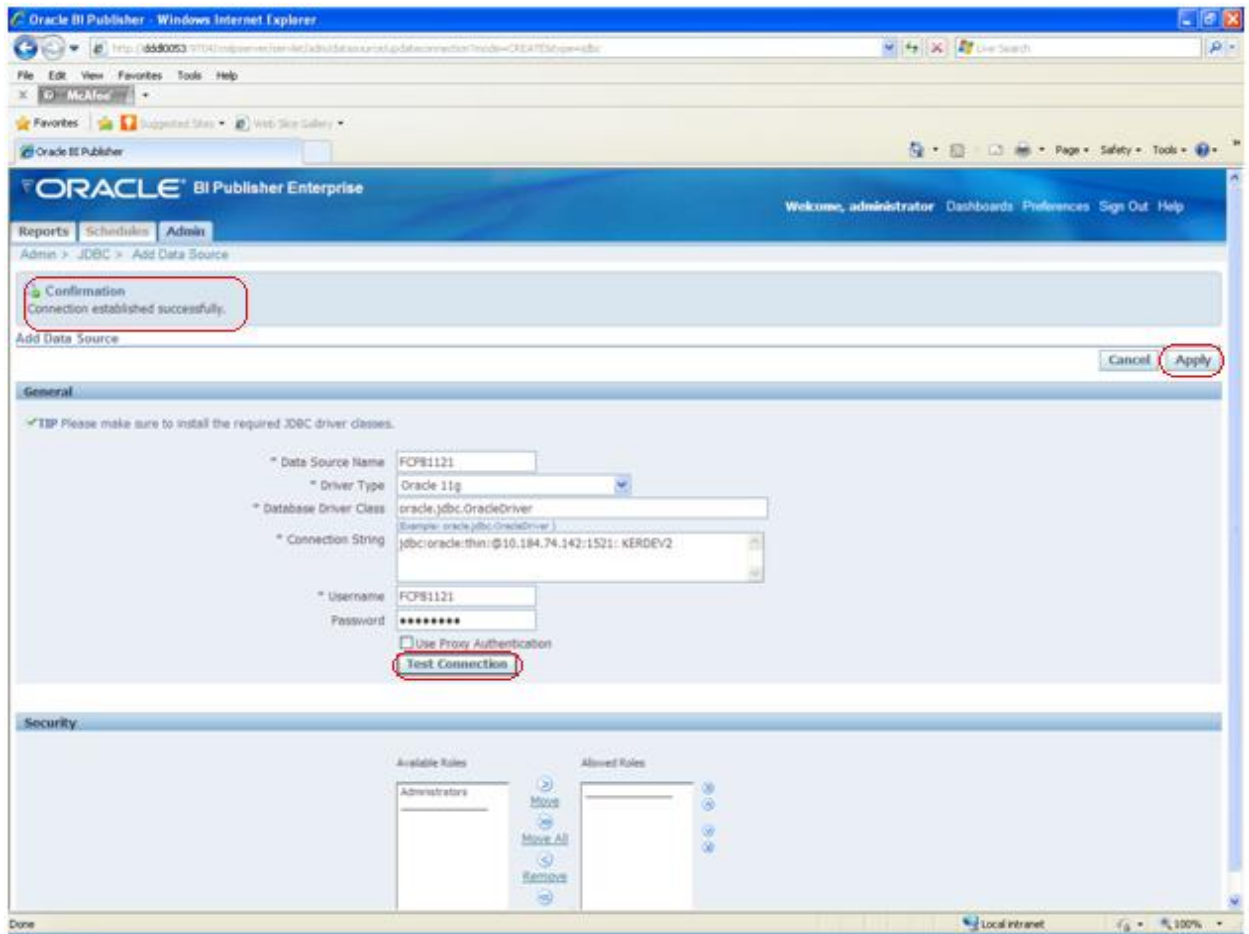 Oracle BI Publisher - Windows Internet Explorer
Live Search
File Edit View Favorites Tools Help
x McAfee
Favorites Suggested Sites Web Slice Gallery
Oracle BI Publisher Page Safety Tools
ORACLE BI Publisher Enterprise
Welcome, administrator Dashboards Preferences Sign Out Help
Reports Schedules Admin
Admin > JDBC > Add Data Source
Confirmation
Connection established successfully.
Add Data Source
Cancel Apply
General
TIP Please make sure to install the required JDBC driver classes.
* Data Source Name FCPB1121
* Driver Type Oracle 11g
* Database Driver Class oracle.jdbc.OracleDriver
(Example: oracle.jdbc.OracleDriver )
* Connection String jdbc:oracle:thin:@10.184.74.142:1521: KERDEV2
* Username FCPB1121
Password ••••••••
Use Proxy Authentication
Test Connection
Security
Available Roles Allowed Roles
Administrators
Move
Move All
Remove
Done Local intranet 100%